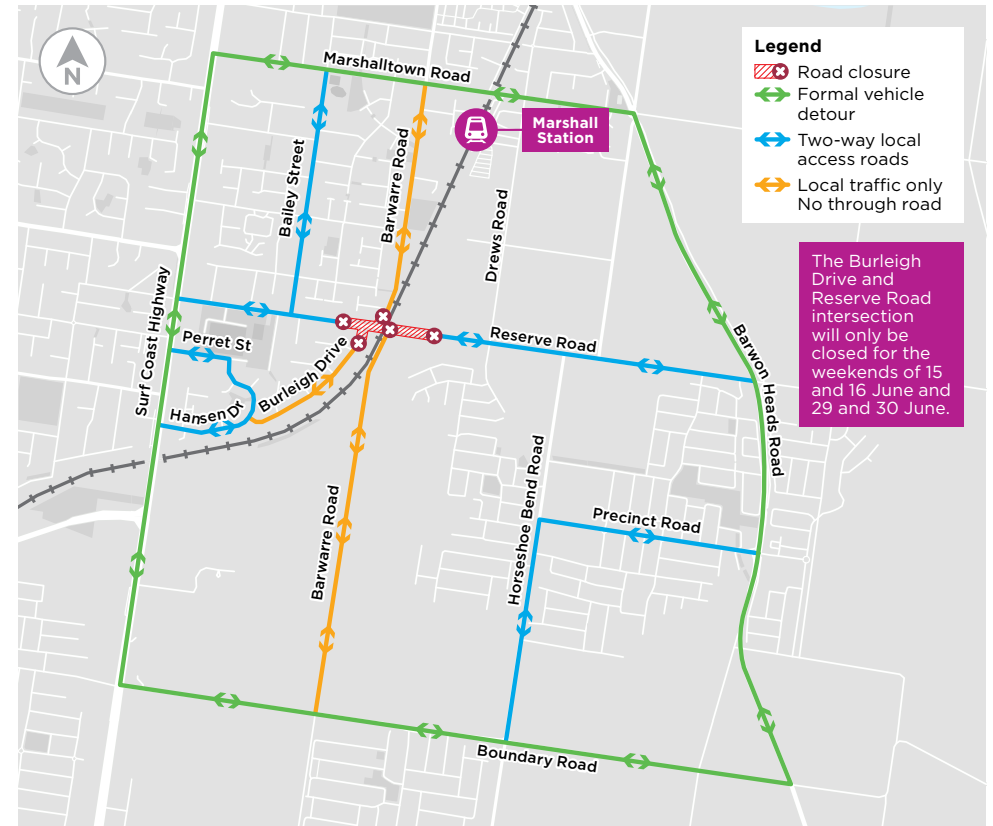 N
Marshalltown Road
Marshall
Station
Bailey Street
Barwarre Road
Drews Road
Surf Coast Highway
Perret St
Hansen Dr
Burleigh Drive
Reserve Road
Barwon Heads Road
Barwarre Road
Horseshoe Bend Road
Precinct Road
Boundary Road
Legend
Road closure
Formal vehicle
detour
Two-way local
access roads
Local traffic only
No through road
The Burleigh
Drive and
Reserve Road
intersection
will only be
closed for the
weekends of 15
and 16 June and
29 and 30 June.